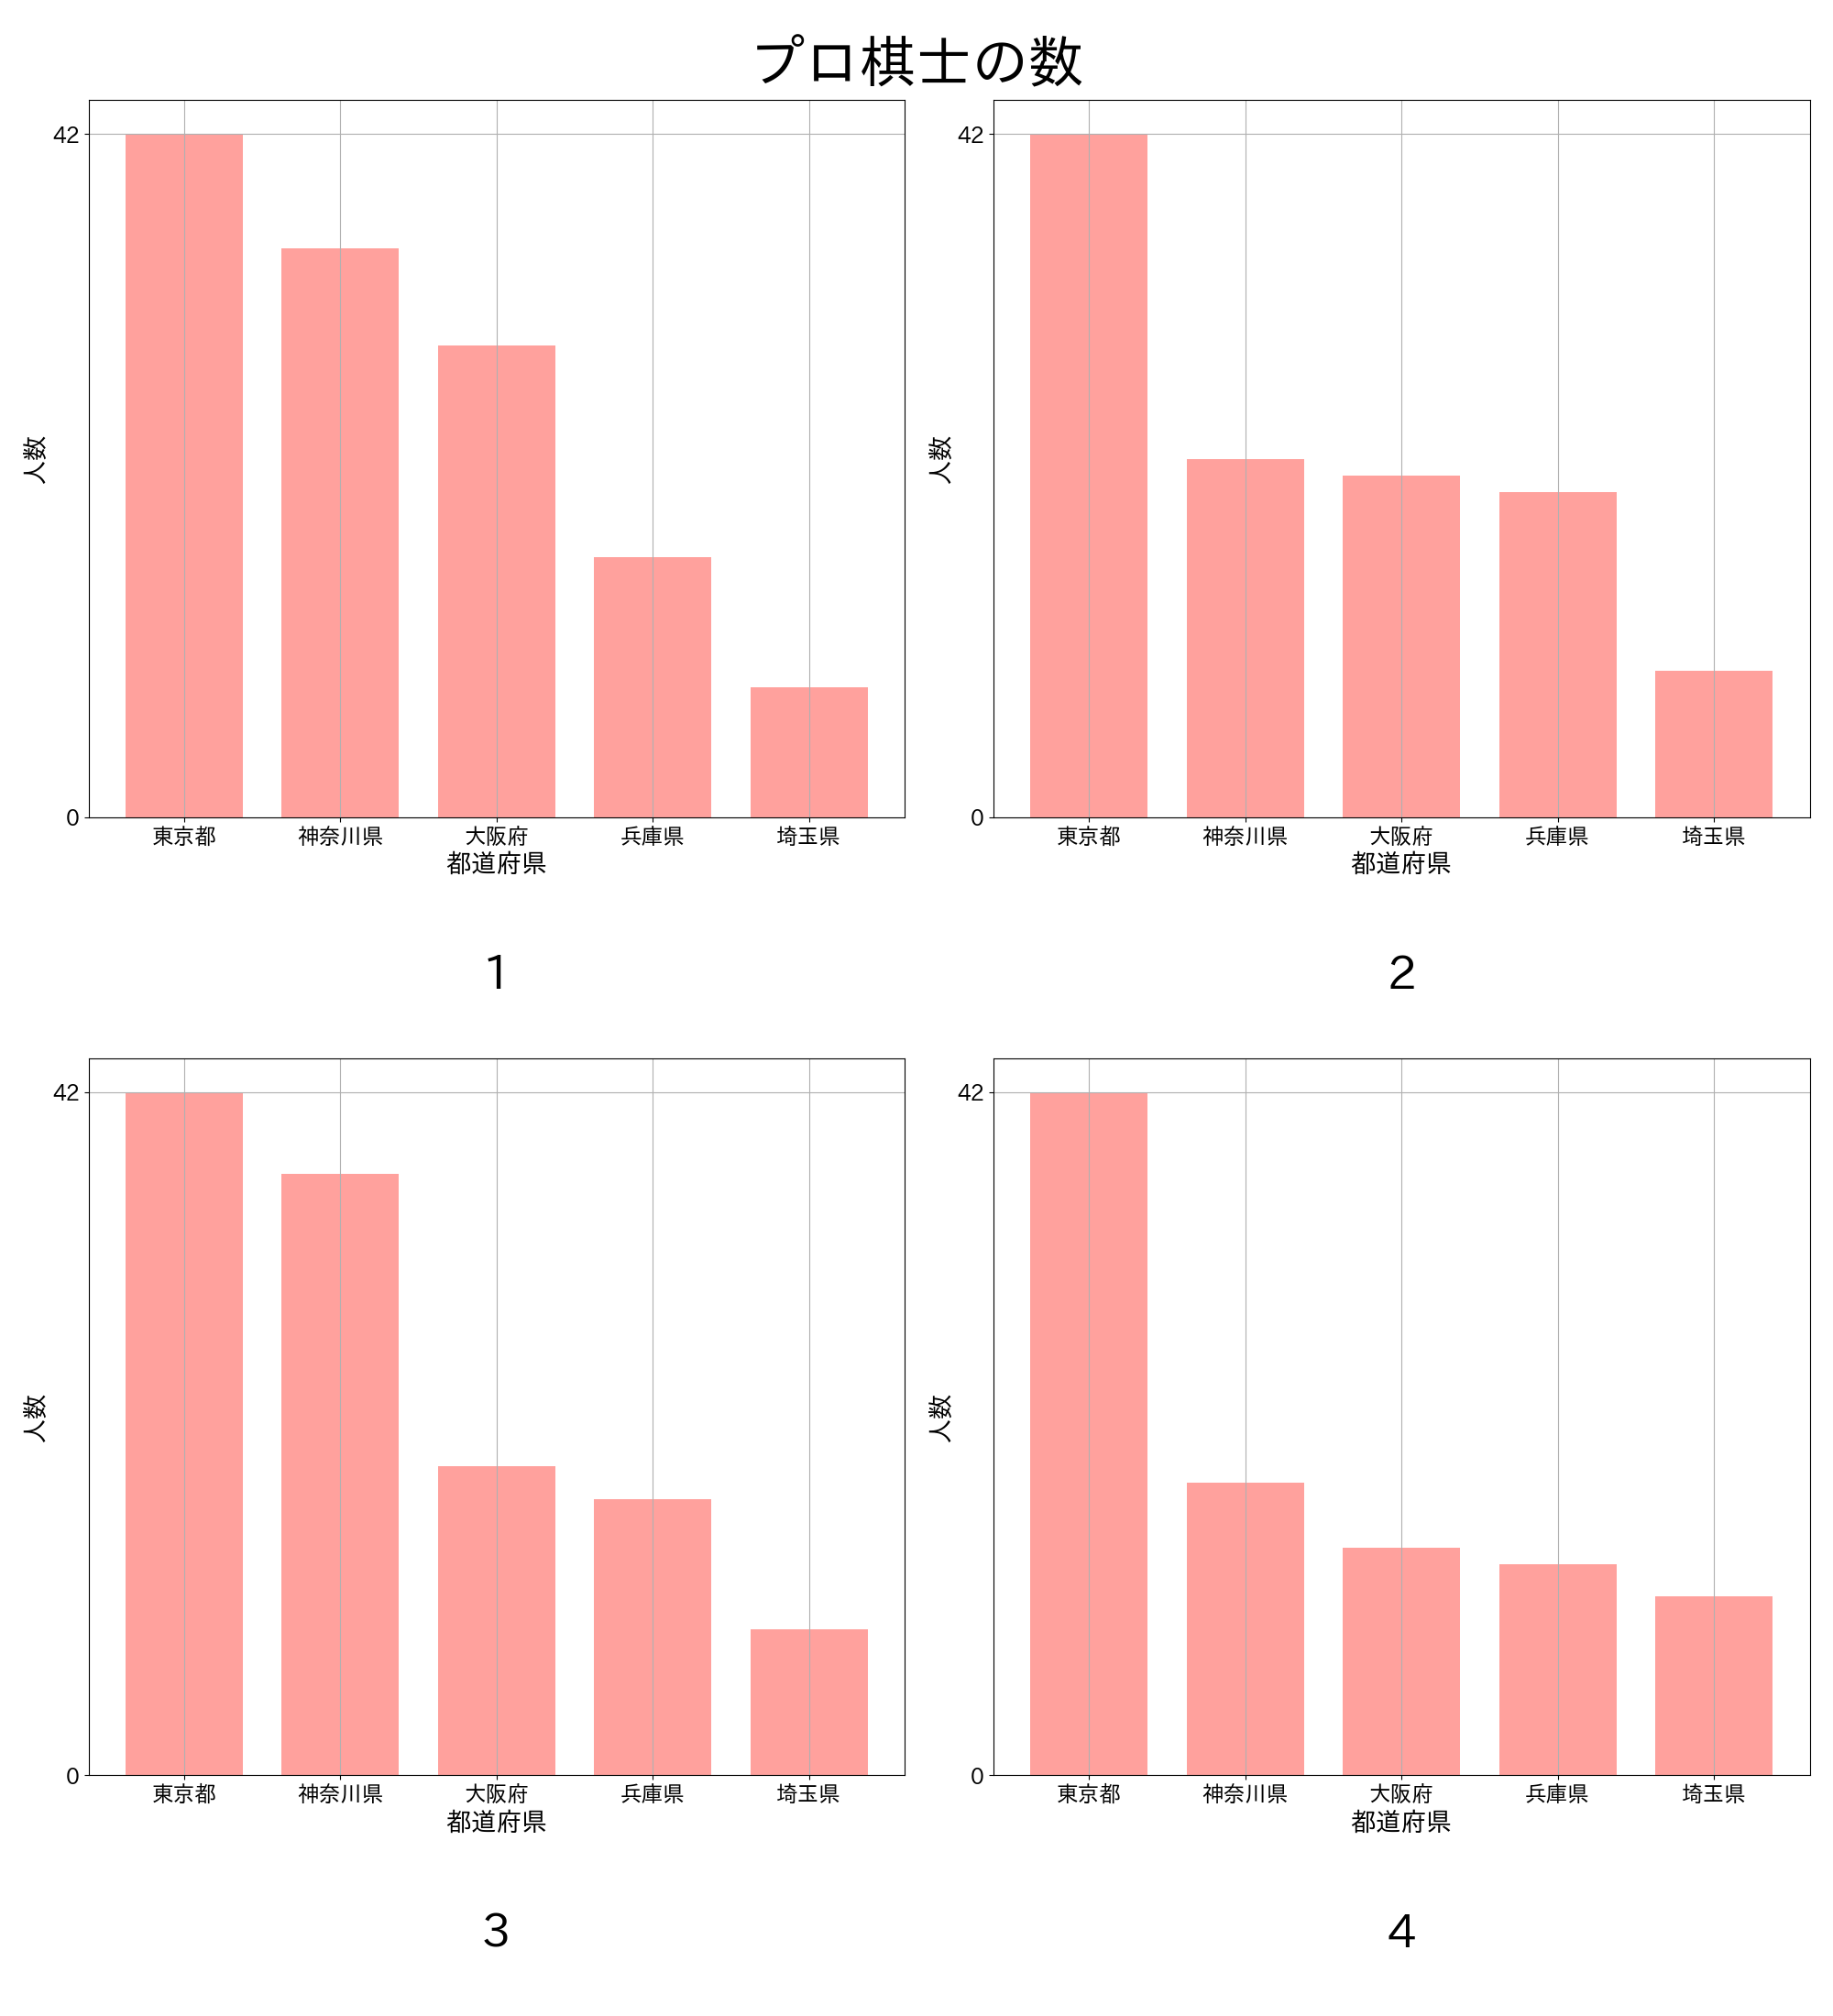 プロ棋士の数
42
人数
0
東京都 神奈川県 大阪府 兵庫県 埼玉県
都道府県
1
42
人数
0
東京都 神奈川県 大阪府 兵庫県 埼玉県
都道府県
2
42
人数
0
東京都 神奈川県 大阪府 兵庫県 埼玉県
都道府県
3
42
人数
0
東京都 神奈川県 大阪府 兵庫県 埼玉県
都道府県
4